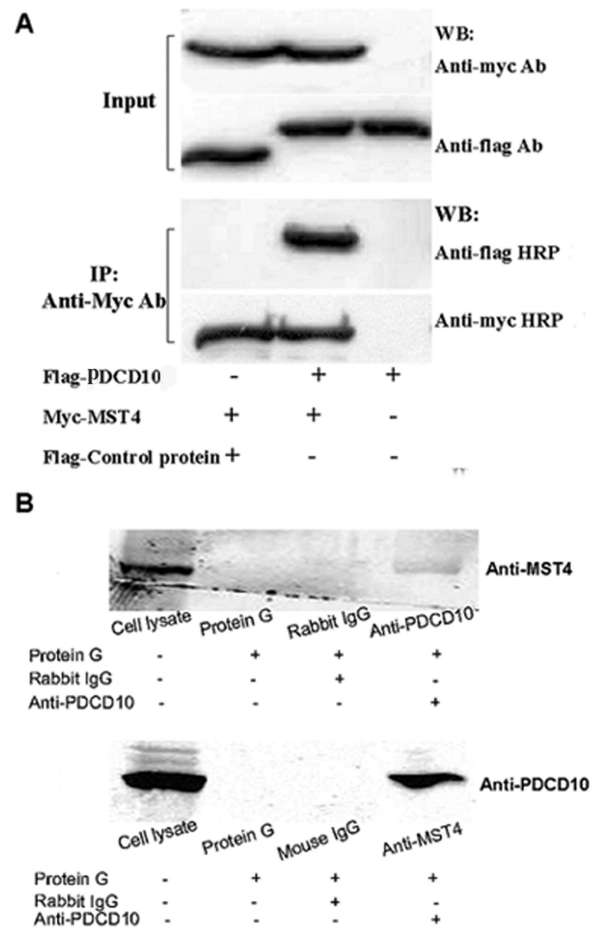 A
WB:
Anti-myc Ab
Input
Anti-flag Ab
WB:
Anti-flag HRP
IP:
Anti-Myc Ab
Anti-myc HRP
Flag-PDCD10 - + +
Myc-MST4 + + -
Flag-Control protein + - -
B
Anti-MST4
Cell lysate Protein G Rabbit IgG Anti-PDCD10
Protein G - + + +
Rabbit IgG - - + -
Anti-PDCD10 - - - +
Anti-PDCD10
Cell lysate Protein G Mouse IgG Anti-MST4
Protein G - + + +
Rabbit IgG - - + -
Anti-PDCD10 - - - +